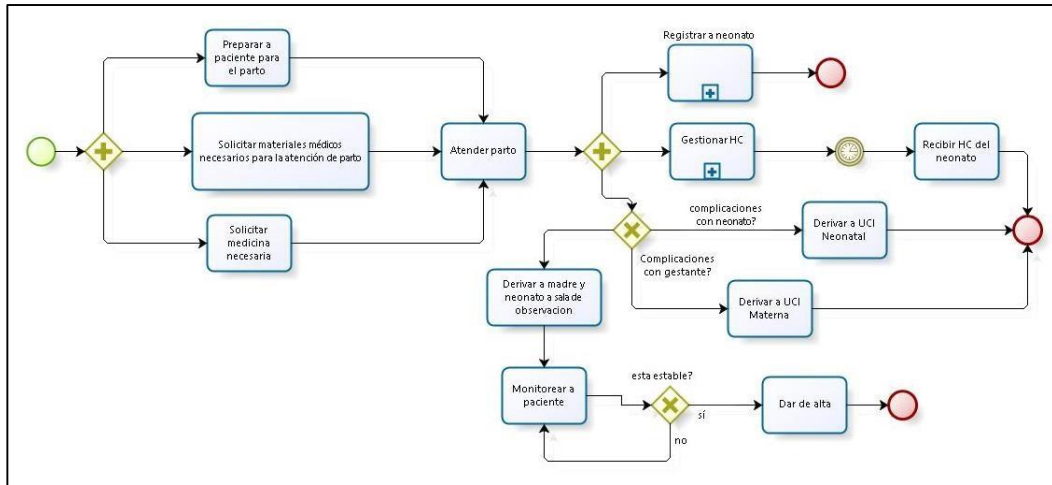 Preparar a
paciente para
el parto
Solicitar materiales médicos
necesarios para la atención de parto
Solicitar
medicina
necesaria
Atender parto
Registrar a neonato
Gestionar HC
Recibir HC del
neonato
complicaciones
con neonato?
Derivar a UCI
Neonatal
Complicaciones
con gestante?
Derivar a UCI
Materna
Derivar a madre y
neonato a sala de
observacion
Monitorear a
paciente
esta estable?
sí
no
Dar de alta